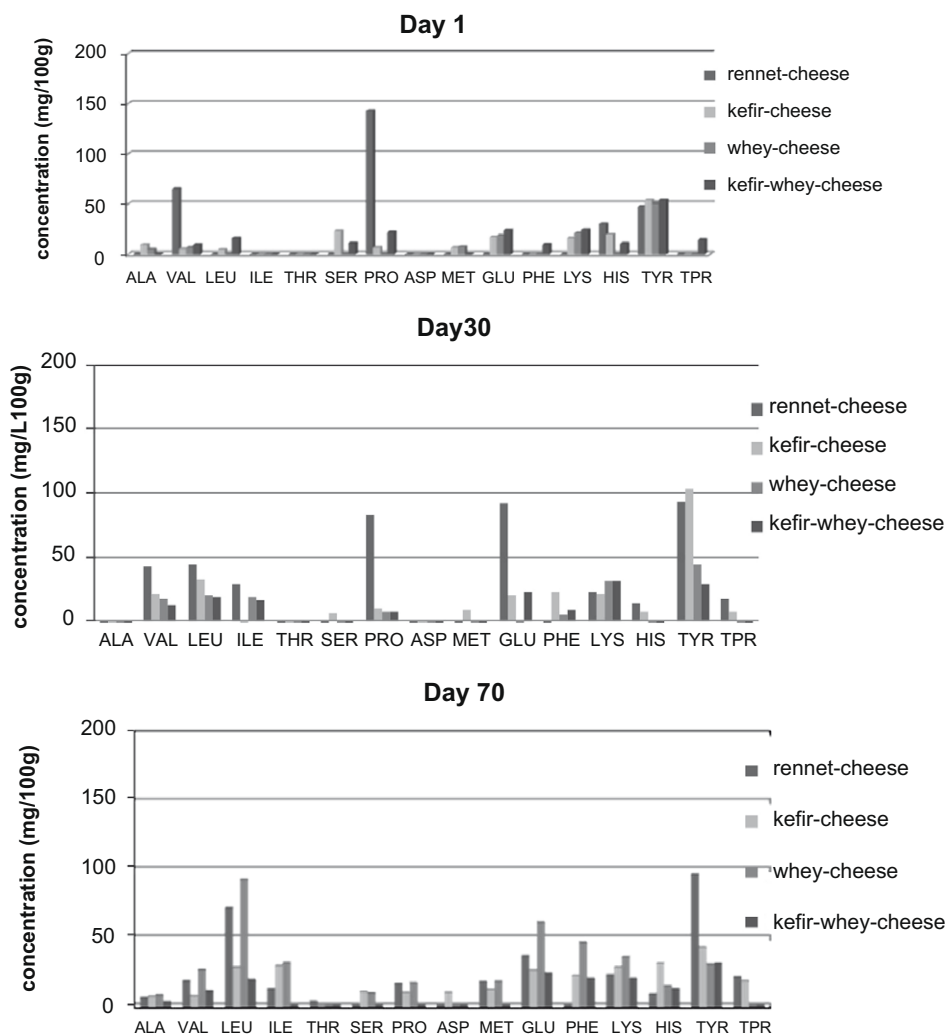 Day 1
concentration (mg/100g)
200
150
100
50
0
rennet-cheese
kefir-cheese
whey-cheese
kefir-whey-cheese
ALA VAL LEU ILE THR SER PRO ASP MET GLU PHE LYS HIS TYR TPR
Day30
concentration (mg/L100g)
200
150
100
50
0
rennet-cheese
kefir-cheese
whey-cheese
kefir-whey-cheese
ALA VAL LEU ILE THR SER PRO ASP MET GLU PHE LYS HIS TYR TPR
Day 70
concentration (mg/100g)
200
150
100
50
0
rennet-cheese
kefir-cheese
whey-cheese
kefir-whey-cheese
ALA VAL LEU ILE THR SER PRO ASP MET GLU PHE LYS HIS TYR TPR